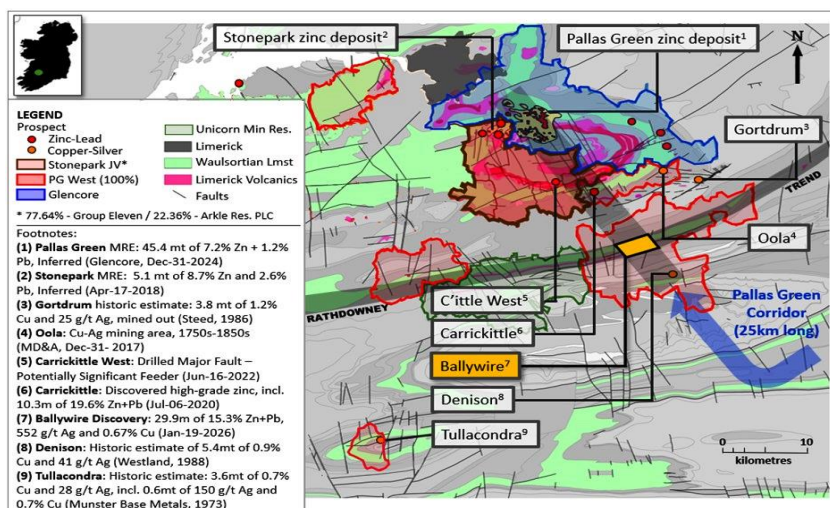 Stonepark zinc deposit²
Pallas Green zinc deposit¹
N
LEGEND
Prospect
Zinc-Lead
Copper-Silver
Stonepark JV*
PG West (100%)
Glencore
Unicorn Min Res.
Limerick
Waulsortian Lmst
Limerick Volcanics
Faults
* 77.64% - Group Eleven / 22.36% - Arkle Res. PLC
Footnotes:
(1) Pallas Green MRE: 45.4 mt of 7.2% Zn + 1.2%
Pb, Inferred (Glencore, Dec-31-2024)
(2) Stonepark MRE: 5.1 mt of 8.7% Zn and 2.6%
Pb, Inferred (Apr-17-2018)
(3) Gortdrum historic estimate: 3.8 mt of 1.2%
Cu and 25 g/t Ag, mined out (Steed, 1986)
(4) Oola: Cu-Ag mining area, 1750s-1850s
(MD&A, Dec-31- 2017)
(5) Carrickittle West: Drilled Major Fault –
Potentially Significant Feeder (Jun-16-2022)
(6) Carrickittle: Discovered high-grade zinc, incl.
10.3m of 19.6% Zn+Pb (Jul-06-2020)
(7) Ballywire Discovery: 29.9m of 15.3% Zn+Pb,
552 g/t Ag and 0.67% Cu (Jan-19-2026)
(8) Denison: Historic estimate of 5.4mt of 0.9%
Cu and 41 g/t Ag (Westland, 1988)
(9) Tullacondra: Historic estimate: 3.6mt of 0.7%
Cu and 28 g/t Ag, incl. 0.6mt of 150 g/t Ag and
0.7% Cu (Munster Base Metals, 1973)
Gortdrum³
TREND
Oola⁴
RATHDOWNEY
C'ittle West⁵
Carrickittle⁶
Ballywire⁷
Denison⁸
Tullacondra⁹
Pallas Green
Corridor
(25km long)
0 10
kilometres